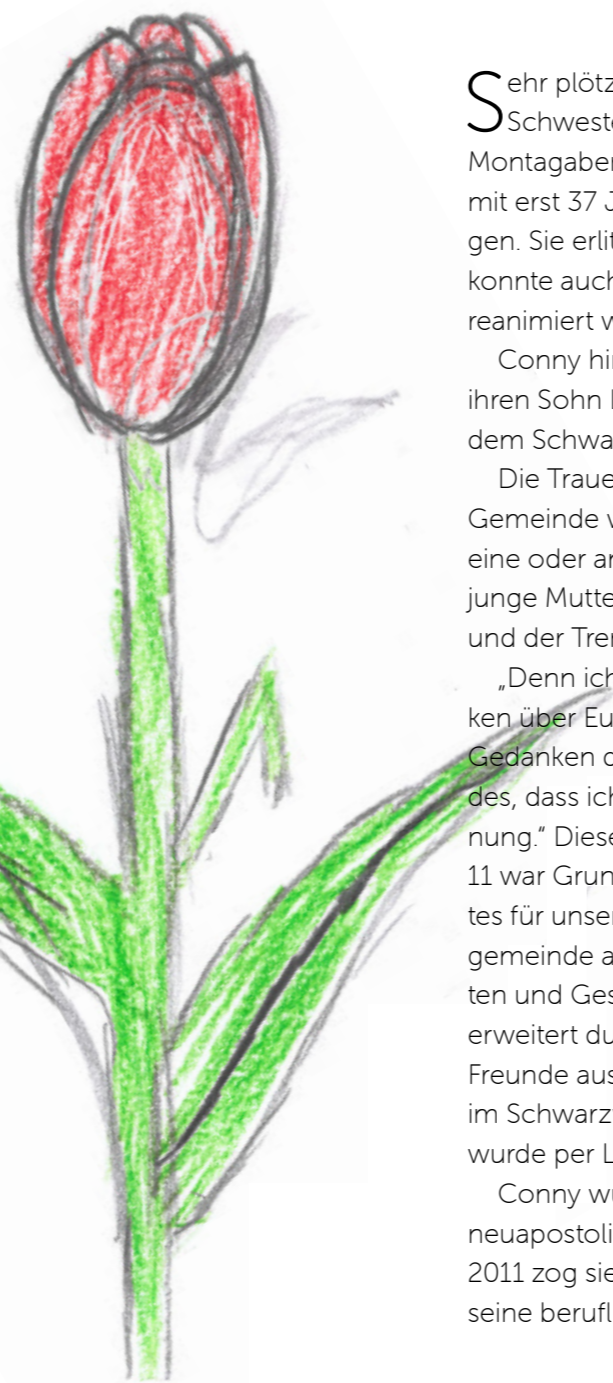 Sehr plötz
Schweste
Montagaben
mit erst 37 J
gen. Sie erlit
konnte auch
reanimiert w
Conny hin
ihren Sohn
dem Schwa
Die Traue
Gemeinde v
eine oder an
junge Mutte
und der Tren
„Denn ich
ken über Eu
Gedanken d
des, dass ich
nung.“ Diese
11 war Grun
tes für unser
gemeinde a
ten und Ges
erweitert du
Freunde aus
im Schwarz
wurde per L
Conny wu
neuapostoli
2011 zog sie
seine berufl